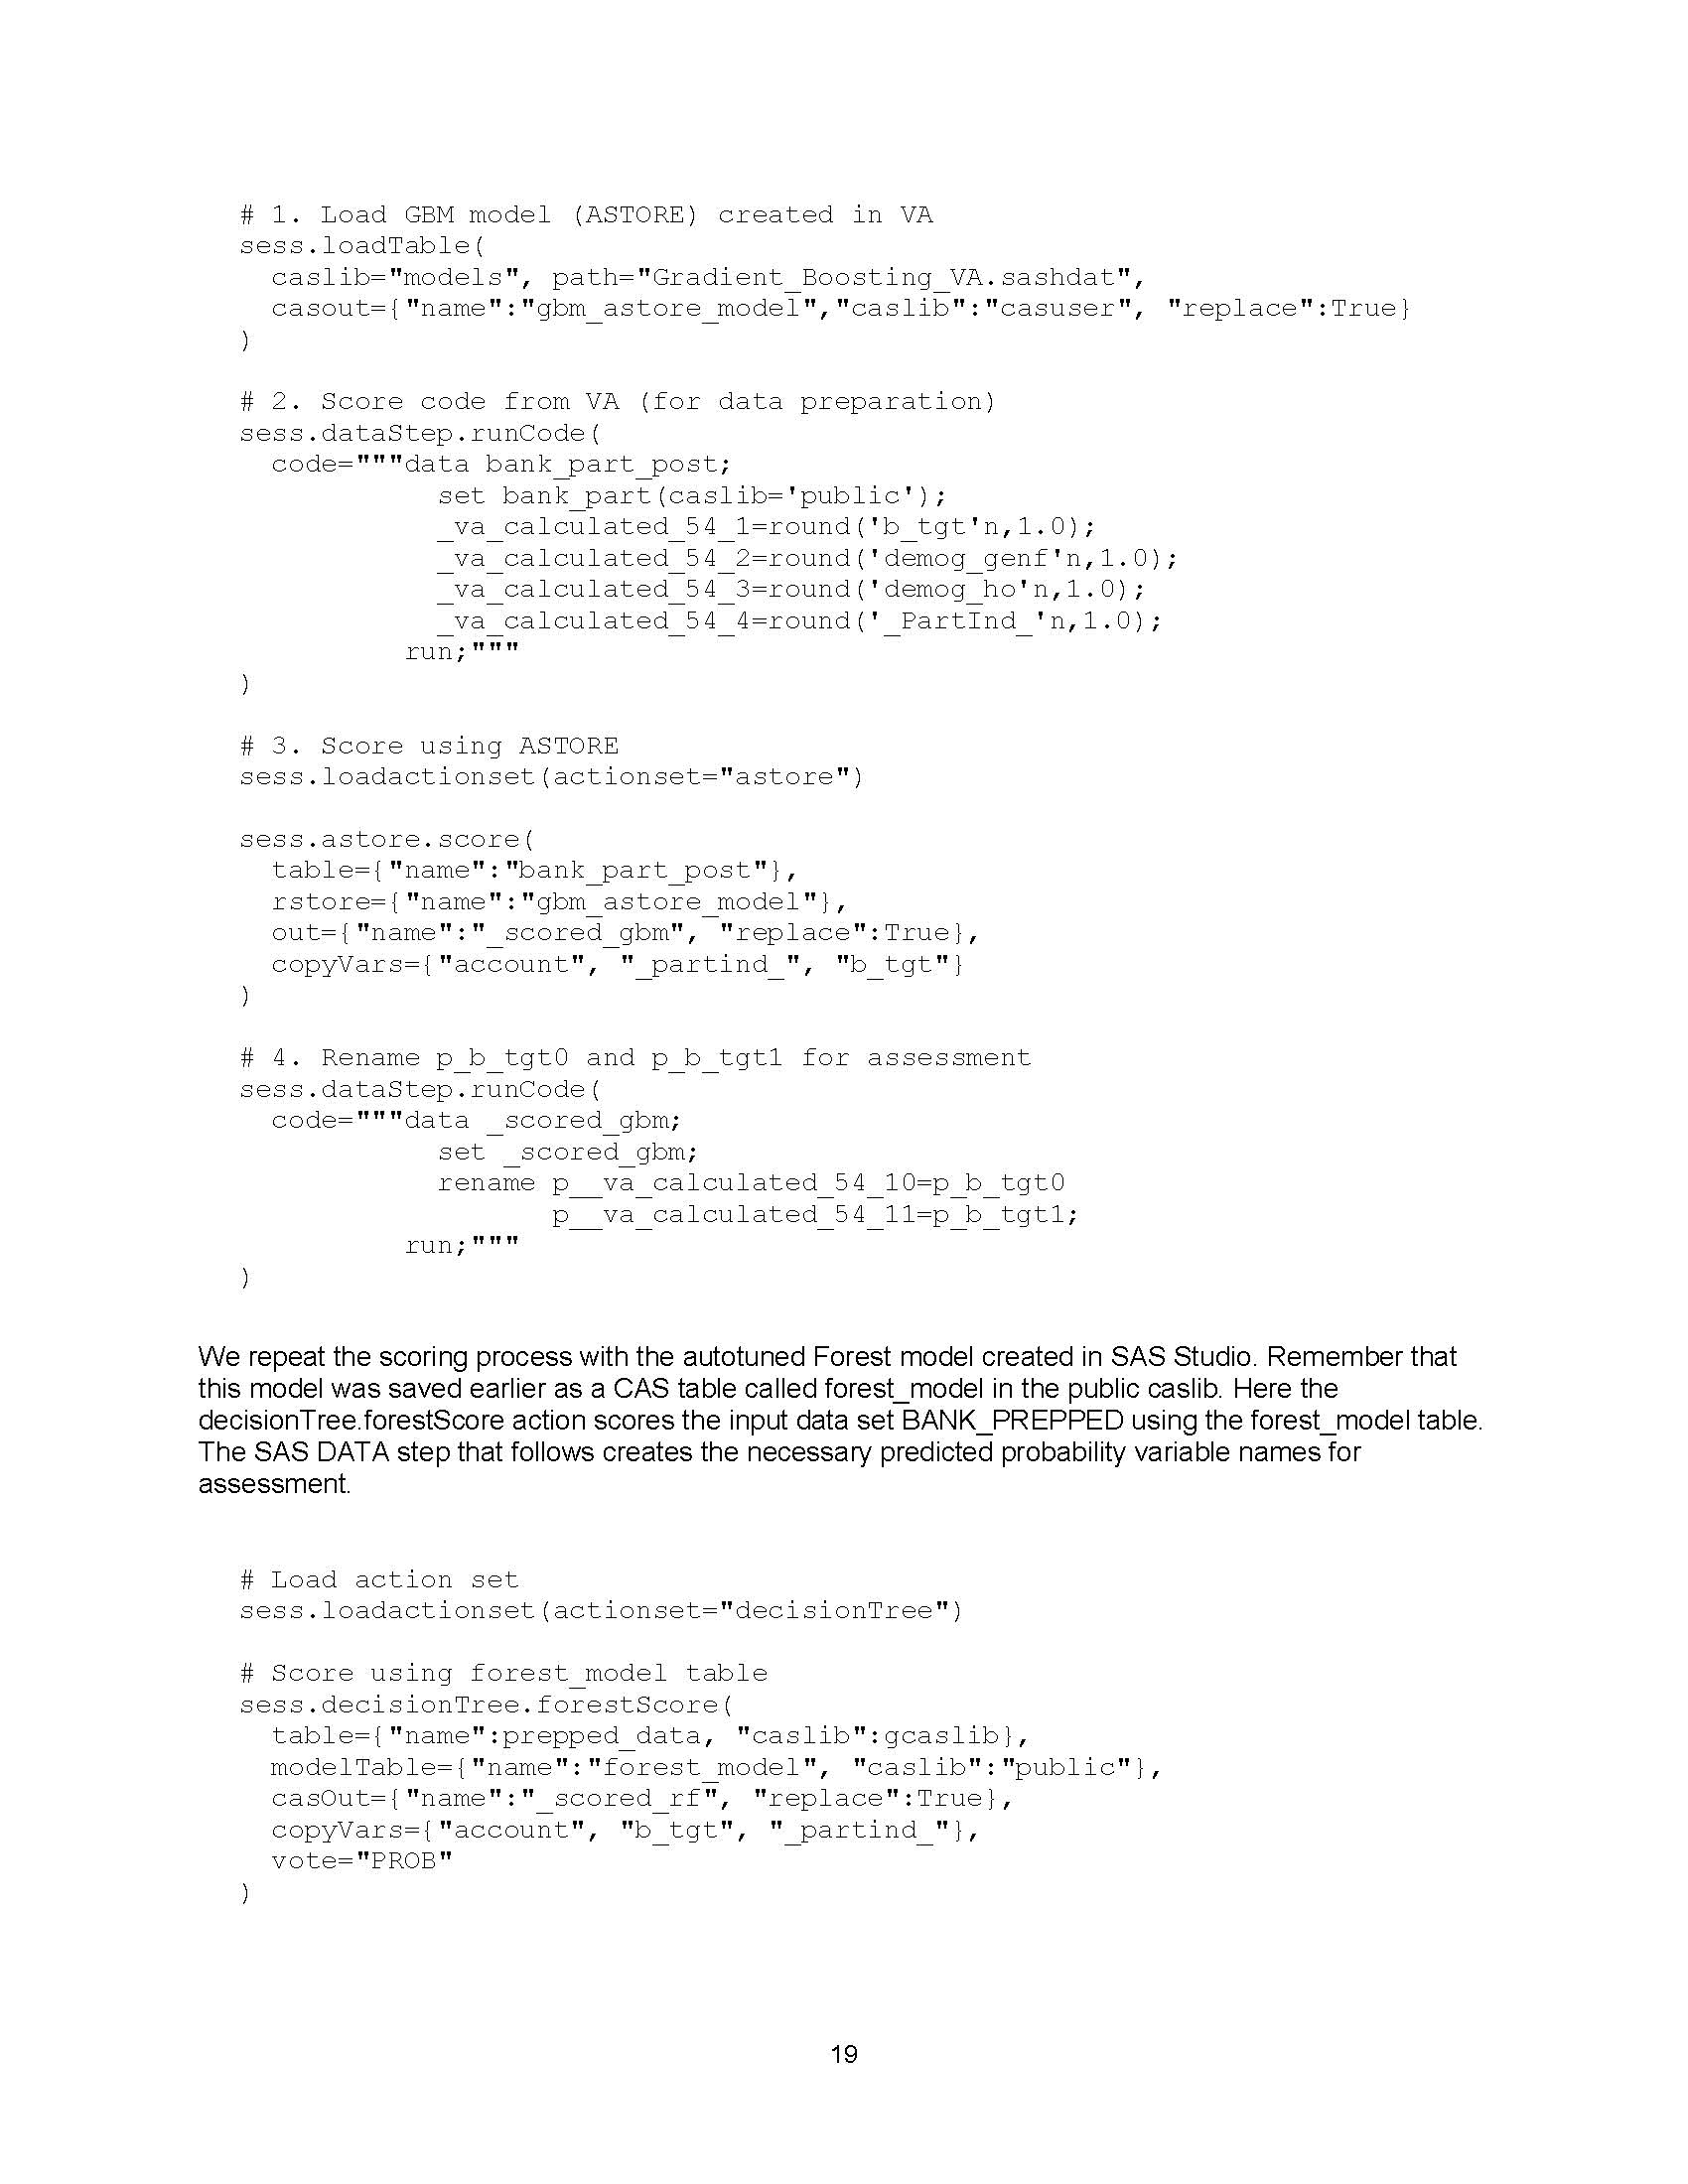 # 1. Load GBM model (ASTORE) created in VA
sess.loadTable(
  caslib="models", path="Gradient_Boosting_VA.sashdat",
  casout={"name":"gbm_astore_model","caslib":"casuser", "replace":True}
)

# 2. Score code from VA (for data preparation)
sess.dataStep.runCode(
  code="""data bank_part_post;
            set bank_part(caslib='public');
            _va_calculated_54_1=round('b_tgt'n,1.0);
            _va_calculated_54_2=round('demog_genf'n,1.0);
            _va_calculated_54_3=round('demog_ho'n,1.0);
            _va_calculated_54_4=round('_PartInd_'n,1.0);
          run;"""
)

# 3. Score using ASTORE
sess.loadactionset(actionset="astore")

sess.astore.score(
  table={"name":"bank_part_post"},
  rstore={"name":"gbm_astore_model"},
  out={"name":"_scored_gbm", "replace":True},
  copyVars={"account", "_partind_", "b_tgt"}
)

# 4. Rename p_b_tgt0 and p_b_tgt1 for assessment
sess.dataStep.runCode(
  code="""data _scored_gbm;
            set _scored_gbm;
            rename p__va_calculated_54_10=p_b_tgt0
                   p__va_calculated_54_11=p_b_tgt1;
          run;"""
)

We repeat the scoring process with the autotuned Forest model created in SAS Studio. Remember that
this model was saved earlier as a CAS table called forest_model in the public caslib. Here the
decisionTree.forestScore action scores the input data set BANK_PREPPED using the forest_model table.
The SAS DATA step that follows creates the necessary predicted probability variable names for
assessment.

# Load action set
sess.loadactionset(actionset="decisionTree")

# Score using forest_model table
sess.decisionTree.forestScore(
  table={"name":prepped_data, "caslib":gcaslib},
  modelTable={"name":"forest_model", "caslib":"public"},
  casOut={"name":"_scored_rf", "replace":True},
  copyVars={"account", "b_tgt", "_partind_"},
  vote="PROB"
)

19